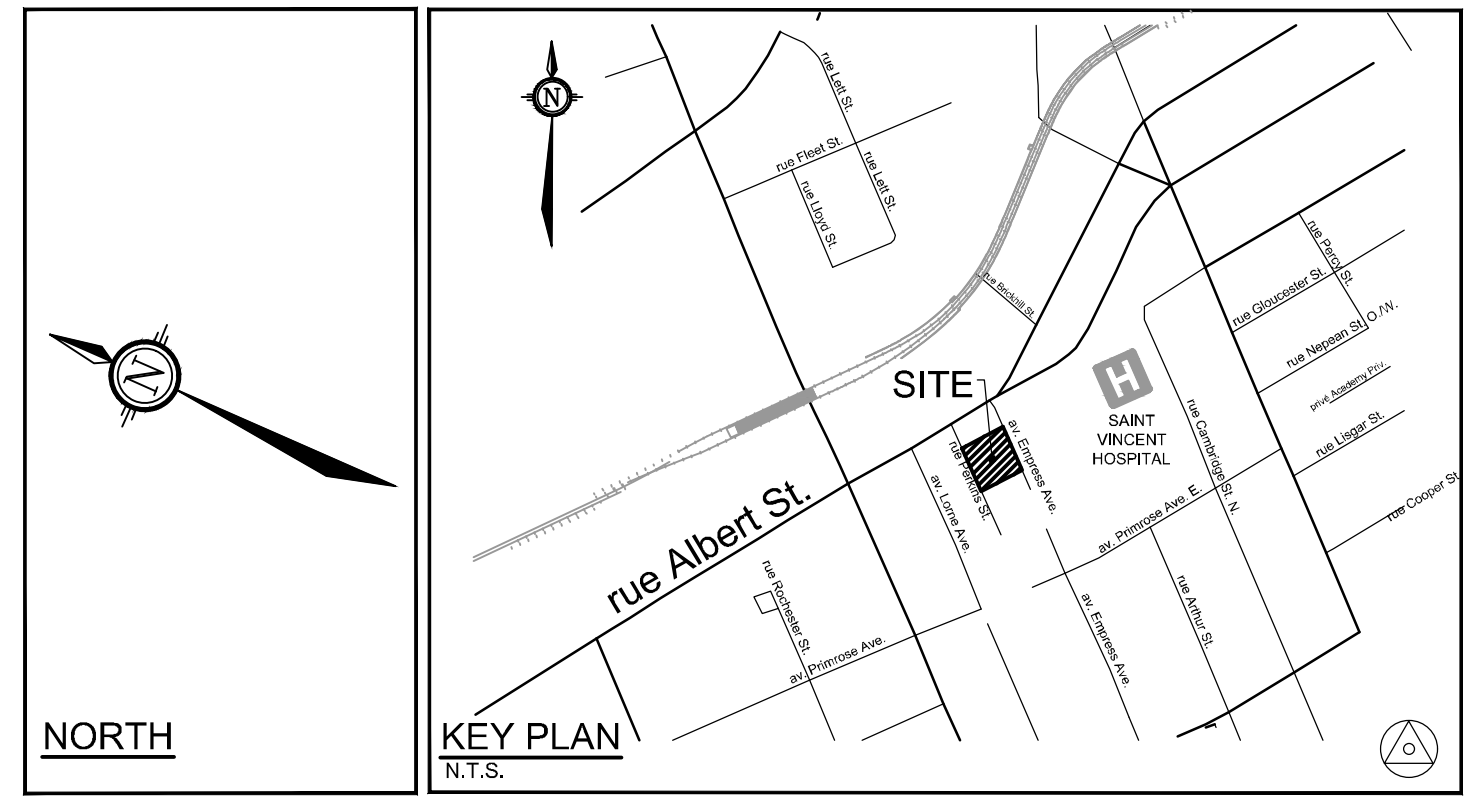 N
NORTH
N
rue Lett St.
rue Fleet St.
rue Lett St.
rue Lloyd St.
rue Brickhill St.
rue Percy St.
rue Gloucester St.
rue Nepean St. O./W.
privé Academy Priv.
rue Lisgar St.
rue Cooper St.
H
SAINT
VINCENT
HOSPITAL
rue Cambridge St. N.
SITE
av. Empress Ave.
rue Perkins St.
av. Lorne Ave.
av. Primrose Ave. E.
rue Albert St.
rue Rochester St.
av. Primrose Ave.
av. Empress Ave.
rue Arthur St.
KEY PLAN
N.T.S.